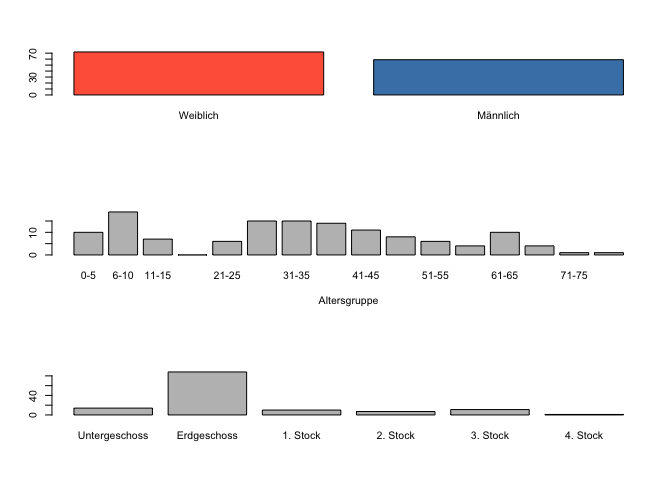 70
30
0
Weiblich Männlich
10
0
0-5 6-10 11-15 21-25 31-35 41-45 51-55 61-65 71-75
Altersgruppe
40
0
Untergeschoss Erdgeschoss 1. Stock 2. Stock 3. Stock 4. Stock